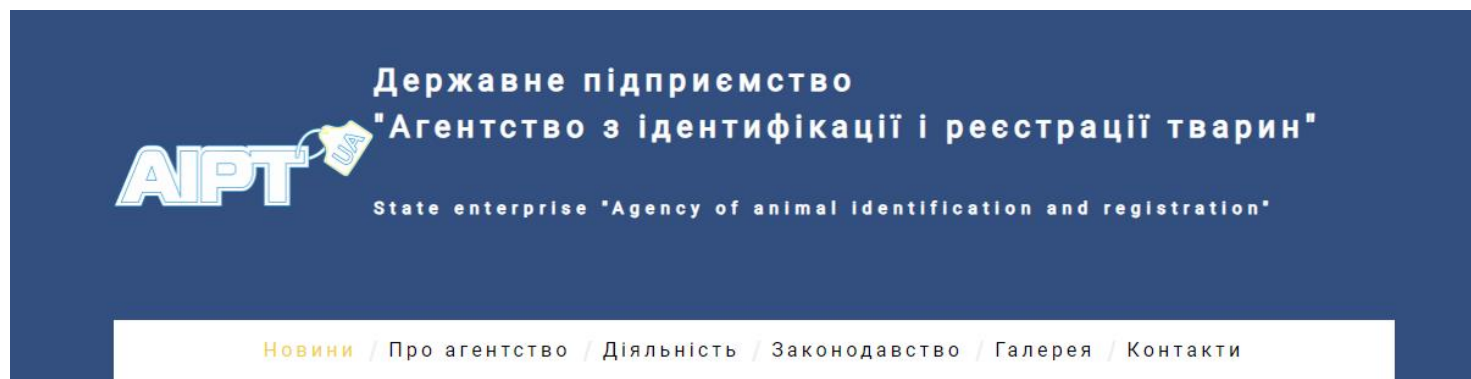 Державне підприємство
"Агентство з ідентифікації і реєстрації тварин"
АІРТ UA
State enterprise "Agency of animal identification and registration"
Новини / Про агентство / Діяльність / Законодавство / Галерея / Контакти